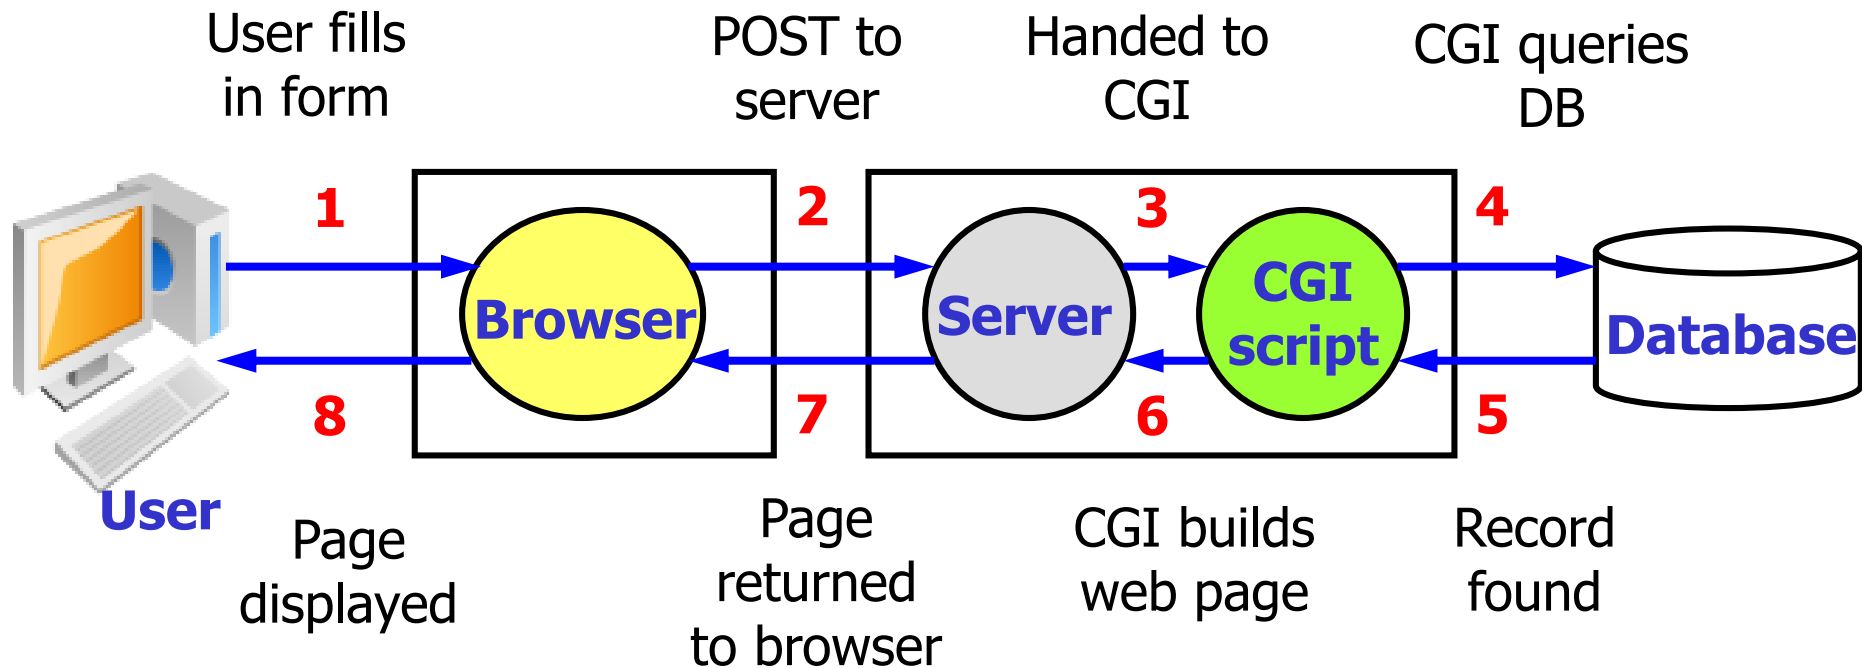 User fills
in form
POST to
server
Handed to
CGI
CGI queries
DB
1
2
3
4
Browser
Server
CGI
script
Database
8
7
6
5
User
Page
displayed
Page
returned
to browser
CGI builds
web page
Record
found